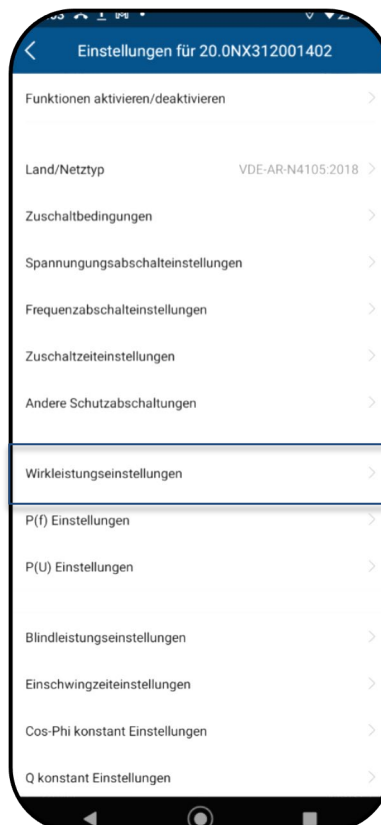 Einstellungen für 20.0NX312001402
Funktionen aktivieren/deaktivieren
Land/Netztyp VDE-AR-N4105:2018
Zuschaltbedingungen
Spannungungsabschalteinstellungen
Frequenzabschalteinstellungen
Zuschaltzeiteinstellungen
Andere Schutzabschaltungen
Wirkleistungseinstellungen
P(f) Einstellungen
P(U) Einstellungen
Blindleistungseinstellungen
Einschwingzeiteinstellungen
Cos-Phi konstant Einstellungen
Q konstant Einstellungen